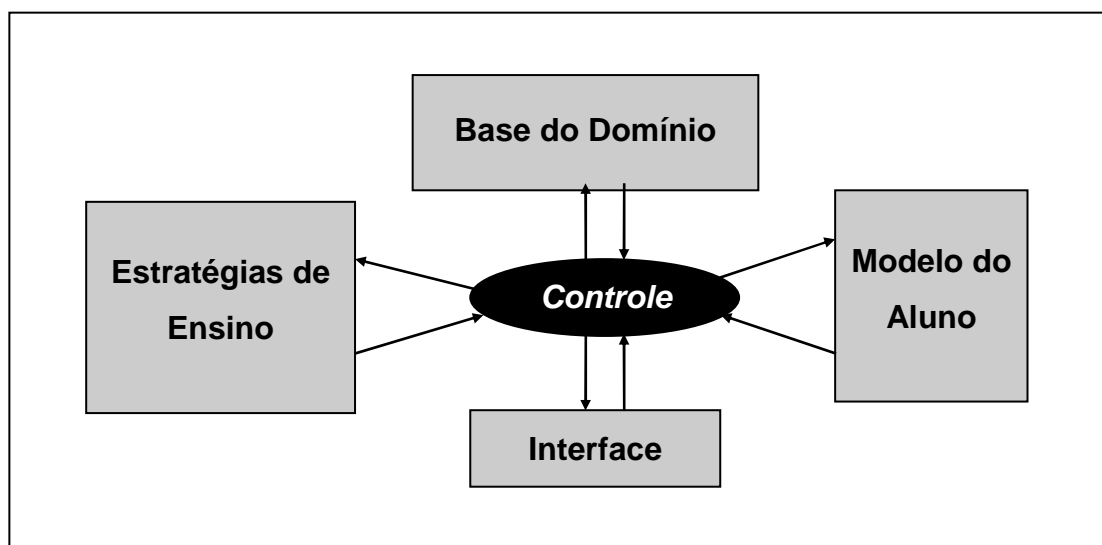 Base do Domínio
Estratégias de
Ensino
Controle
Modelo do
Aluno
Interface